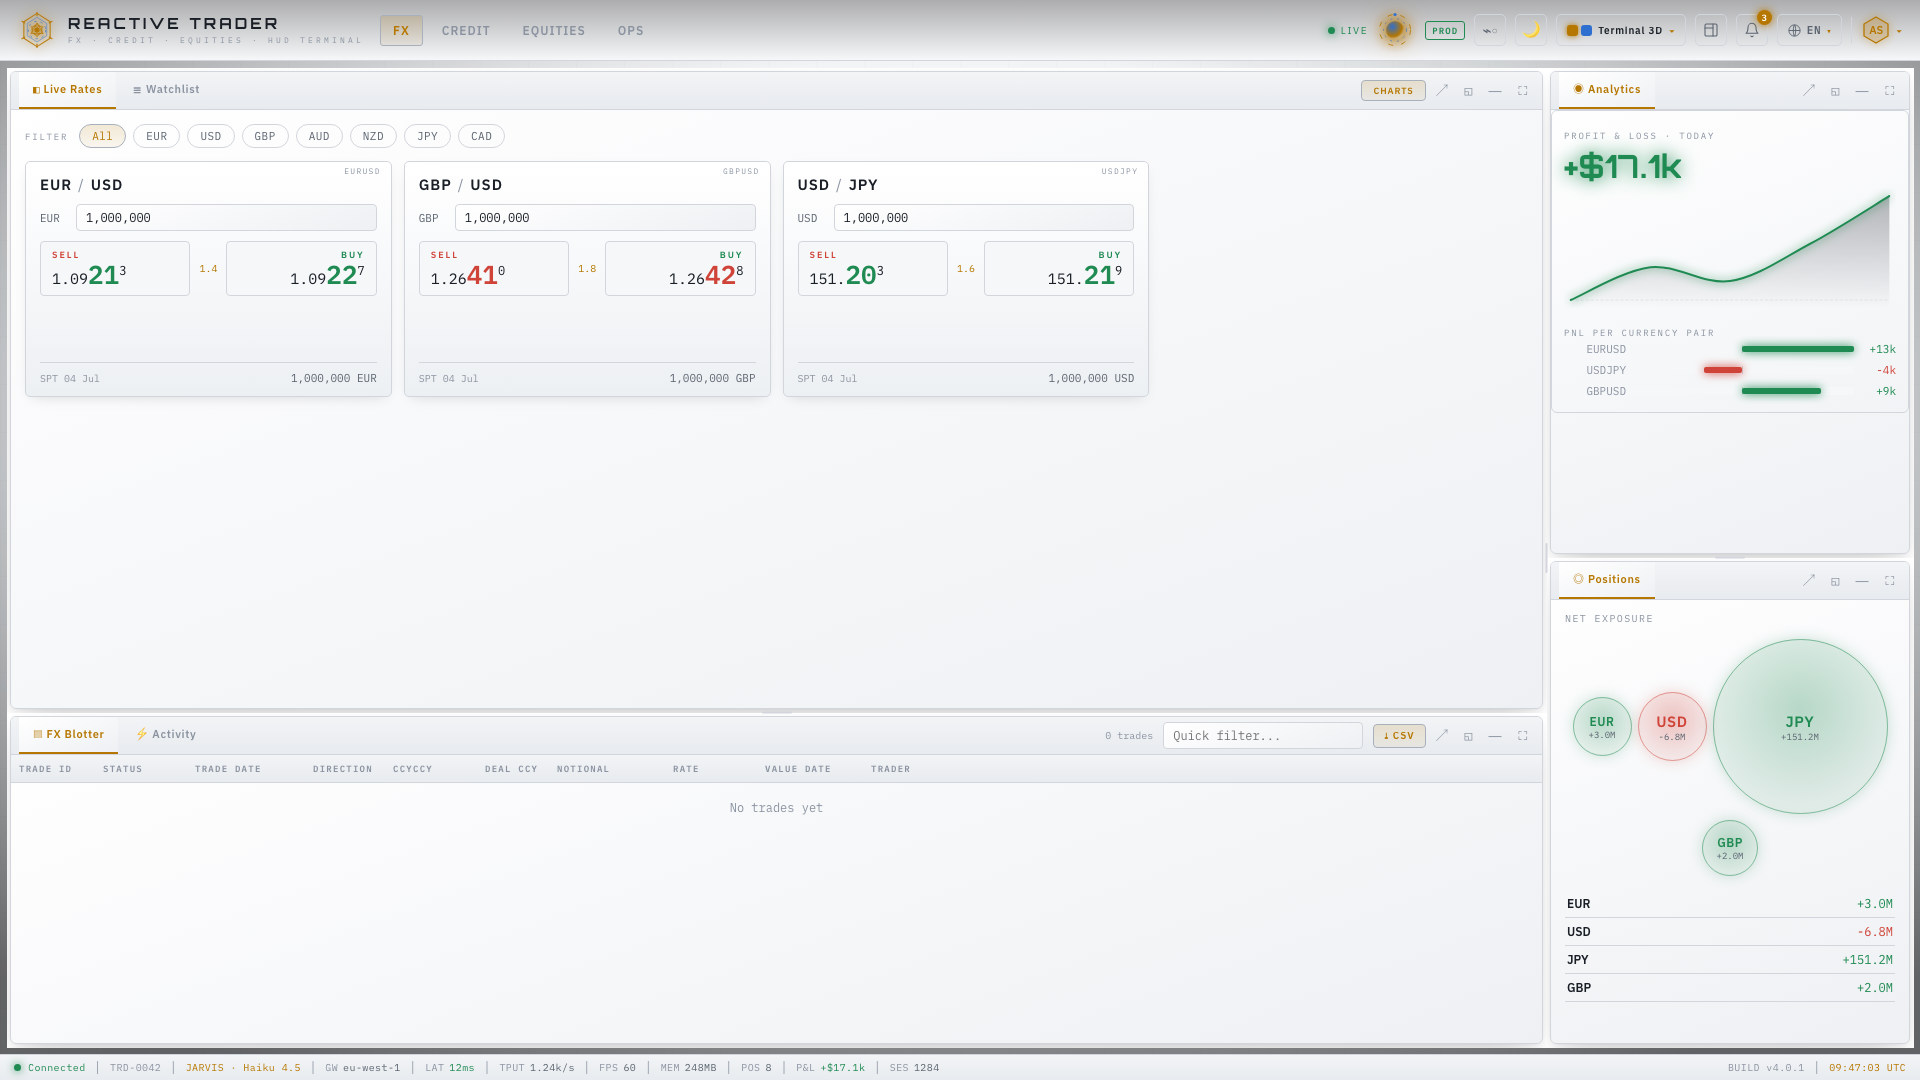 REACTIVE TRADER
FX · CREDIT · EQUITIES · HUD TERMINAL
FX CREDIT EQUITIES OPS
LIVE PROD Terminal 3D 3 EN AS
Live Rates Watchlist CHARTS
FILTER All EUR USD GBP AUD NZD JPY CAD
EURUSD
EUR / USD
EUR 1,000,000
SELL BUY
1.09213 1.4 1.09227
SPT 04 Jul 1,000,000 EUR
GBPUSD
GBP / USD
GBP 1,000,000
SELL BUY
1.26410 1.8 1.26428
SPT 04 Jul 1,000,000 GBP
USDJPY
USD / JPY
USD 1,000,000
SELL BUY
151.203 1.6 151.219
SPT 04 Jul 1,000,000 USD
Analytics
PROFIT & LOSS · TODAY
+$17.1k
PNL PER CURRENCY PAIR
EURUSD +13k
USDJPY -4k
GBPUSD +9k
Positions
NET EXPOSURE
EUR
+3.0M
USD
-6.8M
JPY
+151.2M
GBP
+2.0M
EUR +3.0M
USD -6.8M
JPY +151.2M
GBP +2.0M
FX Blotter Activity 0 trades Quick filter... ↓ CSV
TRADE ID STATUS TRADE DATE DIRECTION CCYCCY DEAL CCY NOTIONAL RATE VALUE DATE TRADER
No trades yet
Connected TRD-0042 JARVIS · Haiku 4.5 GW eu-west-1 LAT 12ms TPUT 1.24k/s FPS 60 MEM 248MB POS 8 P&L +$17.1k SES 1284 BUILD v4.0.1 09:47:03 UTC